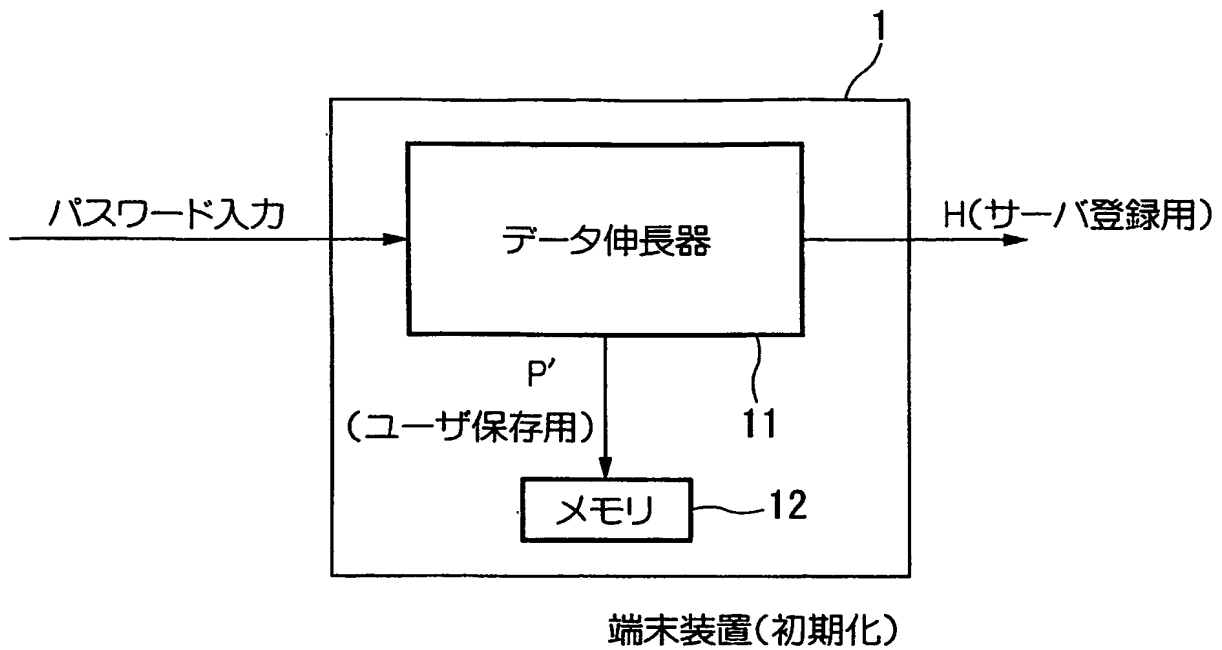 1
パスワード入力
データ伸長器
H(サーバ登録用)
P′
(ユーザ保存用)
11
メモリ
12
端末装置(初期化)